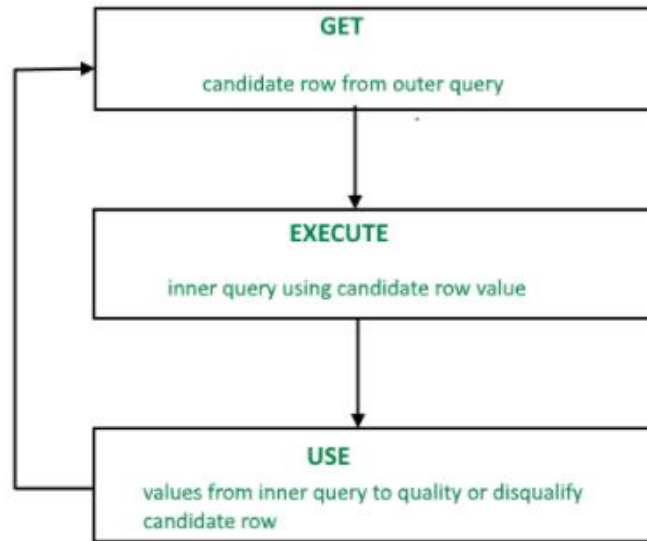 GET
candidate row from outer query
EXECUTE
inner query using candidate row value
USE
values from inner query to quality or disqualify
candidate row